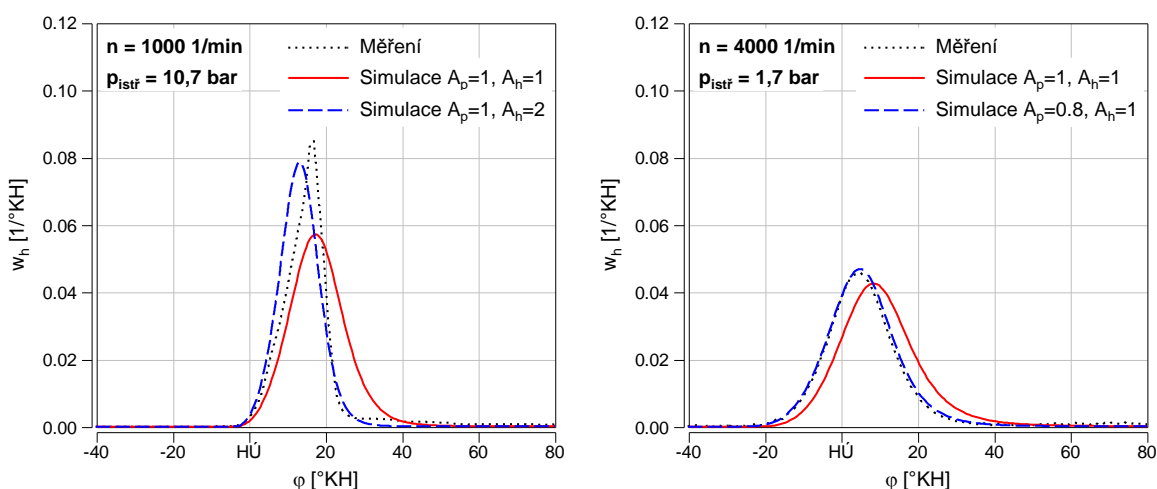 0.12
0.10
0.08
0.06
0.04
0.02
0.00
w_h [1/°KH]
n = 1000 1/min
p_istř = 10,7 bar
Měření
Simulace A_p=1, A_h=1
Simulace A_p=1, A_h=2
-40 -20 HÚ 20 40 60 80
φ [°KH]
0.12
0.10
0.08
0.06
0.04
0.02
0.00
w_h [1/°KH]
n = 4000 1/min
p_istř = 1,7 bar
Měření
Simulace A_p=1, A_h=1
Simulace A_p=0.8, A_h=1
-40 -20 HÚ 20 40 60 80
φ [°KH]